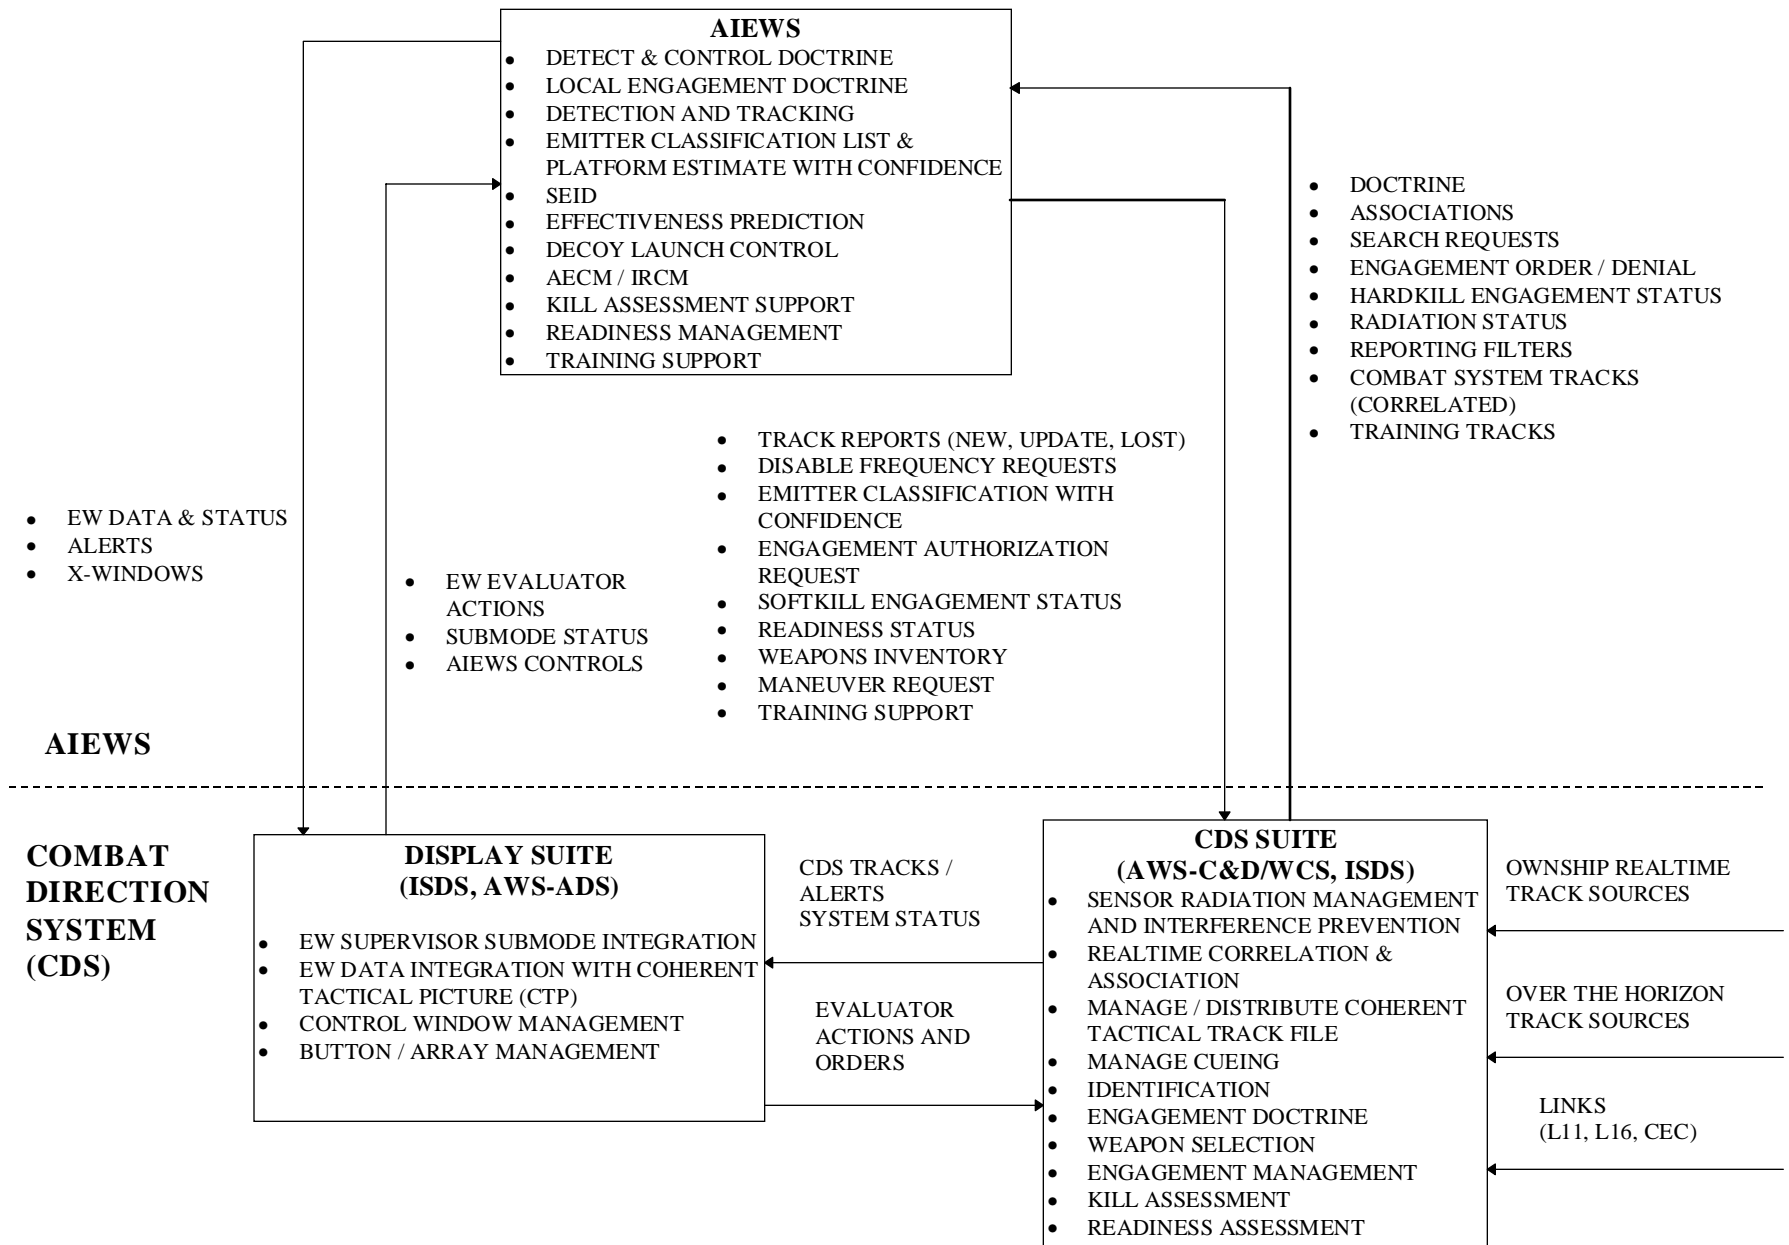 AIEWS
• DETECT & CONTROL DOCTRINE
• LOCAL ENGAGEMENT DOCTRINE
• DETECTION AND TRACKING
• EMITTER CLASSIFICATION LIST &
PLATFORM ESTIMATE WITH CONFIDENCE
• SEID
• EFFECTIVENESS PREDICTION
• DECOY LAUNCH CONTROL
• AECM / IRCM
• KILL ASSESSMENT SUPPORT
• READINESS MANAGEMENT
• TRAINING SUPPORT
• DOCTRINE
• ASSOCIATIONS
• SEARCH REQUESTS
• ENGAGEMENT ORDER / DENIAL
• HARDKILL ENGAGEMENT STATUS
• RADIATION STATUS
• REPORTING FILTERS
• COMBAT SYSTEM TRACKS
(CORRELATED)
• TRAINING TRACKS
• EW DATA & STATUS
• ALERTS
• X-WINDOWS
• EW EVALUATOR
ACTIONS
• SUBMODE STATUS
• AIEWS CONTROLS
• TRACK REPORTS (NEW, UPDATE, LOST)
• DISABLE FREQUENCY REQUESTS
• EMITTER CLASSIFICATION WITH
CONFIDENCE
• ENGAGEMENT AUTHORIZATION
REQUEST
• SOFTKILL ENGAGEMENT STATUS
• READINESS STATUS
• WEAPONS INVENTORY
• MANEUVER REQUEST
• TRAINING SUPPORT
AIEWS
COMBAT
DIRECTION
SYSTEM
(CDS)
DISPLAY SUITE
(ISDS, AWS-ADS)
• EW SUPERVISOR SUBMODE INTEGRATION
• EW DATA INTEGRATION WITH COHERENT
TACTICAL PICTURE (CTP)
• CONTROL WINDOW MANAGEMENT
• BUTTON / ARRAY MANAGEMENT
CDS TRACKS /
ALERTS
SYSTEM STATUS
EVALUATOR
ACTIONS AND
ORDERS
CDS SUITE
(AWS-C&D/WCS, ISDS)
• SENSOR RADIATION MANAGEMENT
AND INTERFERENCE PREVENTION
• REALTIME CORRELATION &
ASSOCIATION
• MANAGE / DISTRIBUTE COHERENT
TACTICAL TRACK FILE
• MANAGE CUEING
• IDENTIFICATION
• ENGAGEMENT DOCTRINE
• WEAPON SELECTION
• ENGAGEMENT MANAGEMENT
• KILL ASSESSMENT
• READINESS ASSESSMENT
OWNSHIP REALTIME
TRACK SOURCES
OVER THE HORIZON
TRACK SOURCES
LINKS
(L11, L16, CEC)